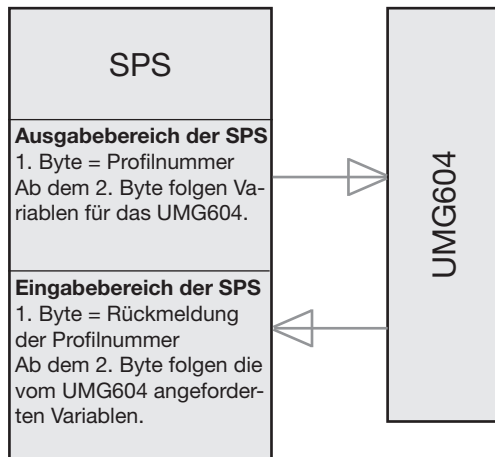 SPS
Ausgabebereich der SPS
1. Byte = Profilnummer
Ab dem 2. Byte folgen Va-
riablen für das UMG604.
Eingabebereich der SPS
1. Byte = Rückmeldung
der Profilnummer
Ab dem 2. Byte folgen die
vom UMG604 angeforder-
ten Variablen.
UMG604